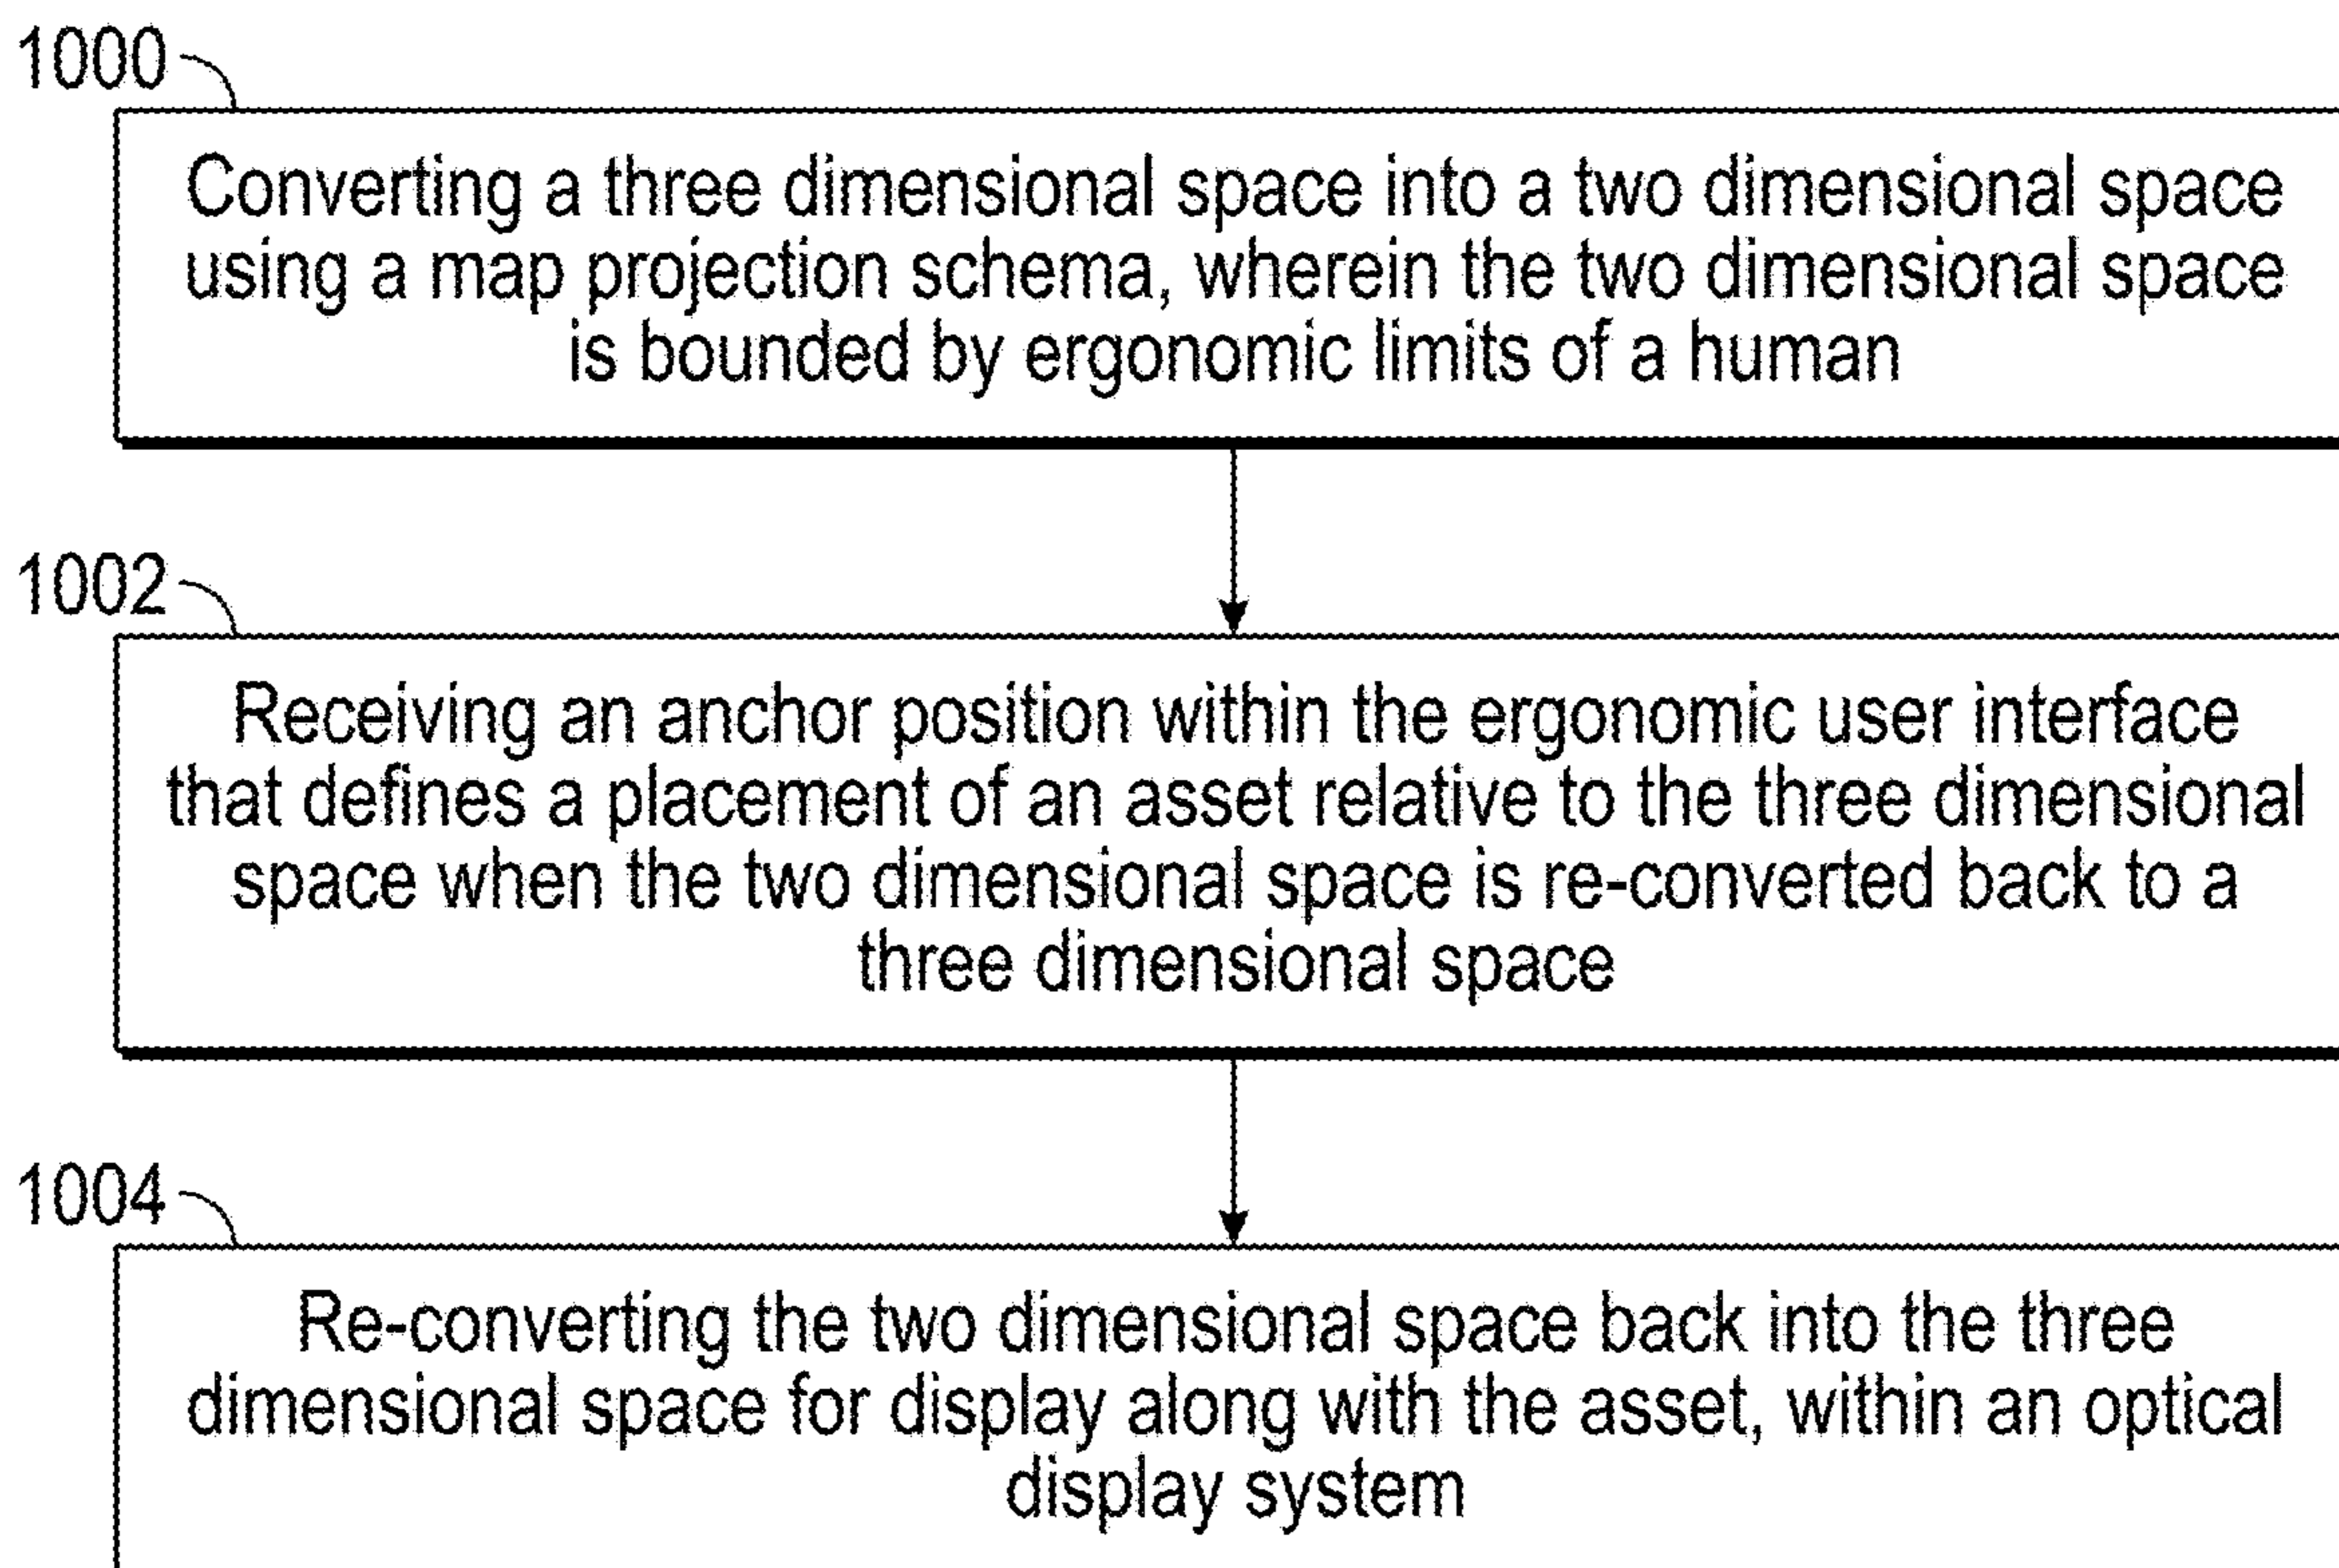 1000
Converting a three dimensional space into a two dimensional space
using a map projection schema, wherein the two dimensional space
is bounded by ergonomic limits of a human
1002
Receiving an anchor position within the ergonomic user interface
that defines a placement of an asset relative to the three dimensional
space when the two dimensional space is re-converted back to a
three dimensional space
1004
Re-converting the two dimensional space back into the three
dimensional space for display along with the asset, within an optical
display system